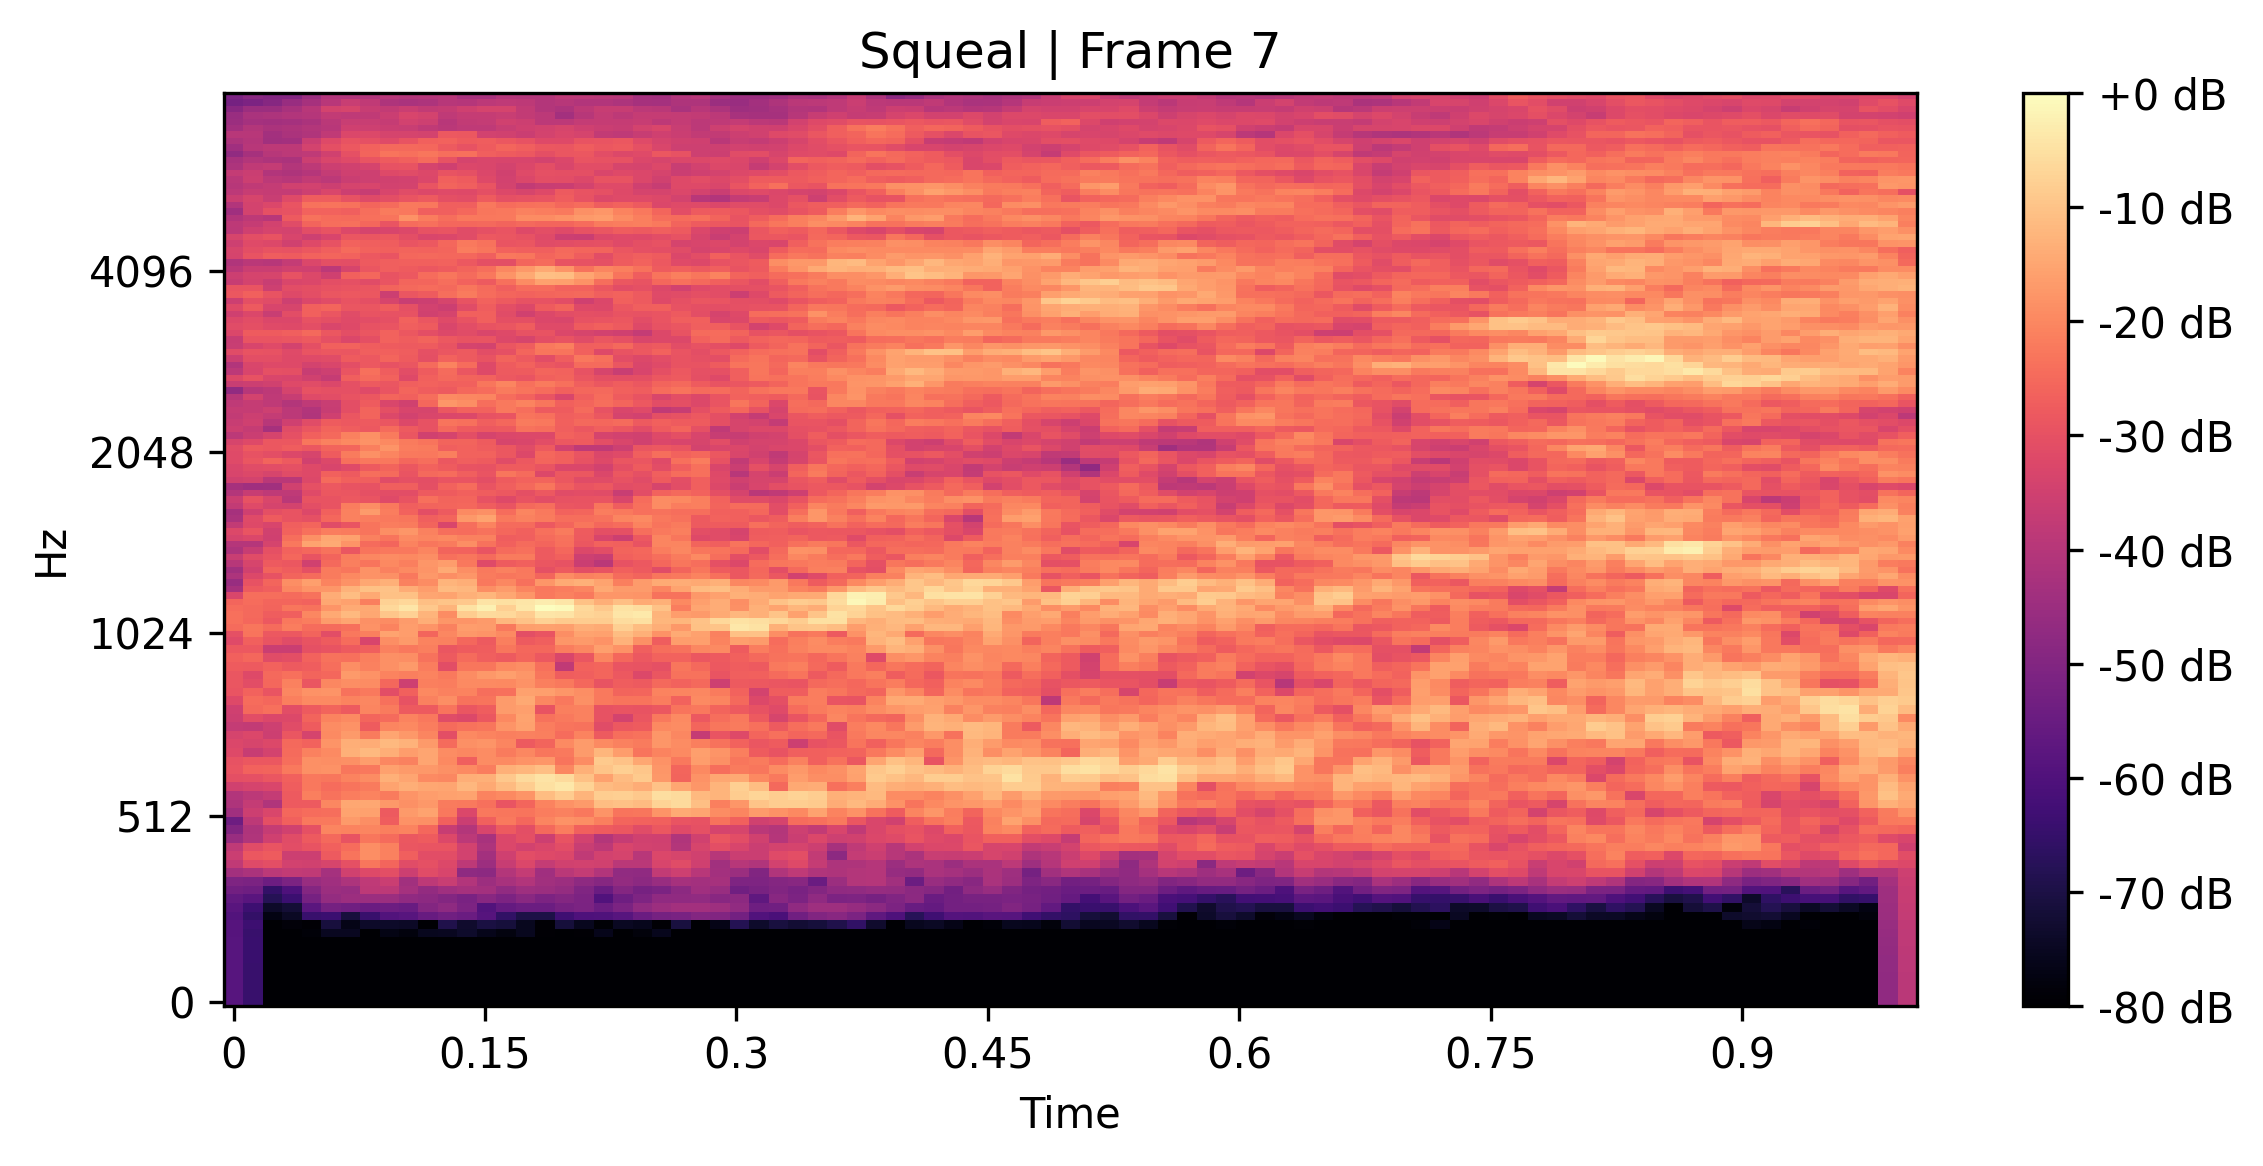 Squeal | Frame 7
Hz
4096
2048
1024
512
0
0 0.15 0.3 0.45 0.6 0.75 0.9
Time
+0 dB
-10 dB
-20 dB
-30 dB
-40 dB
-50 dB
-60 dB
-70 dB
-80 dB